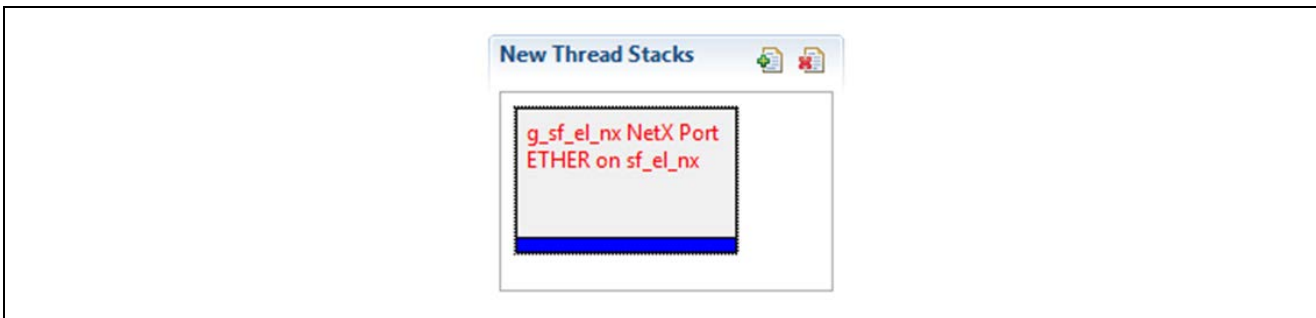 New Thread Stacks
g_sf_el_nx NetX Port
ETHER on sf_el_nx